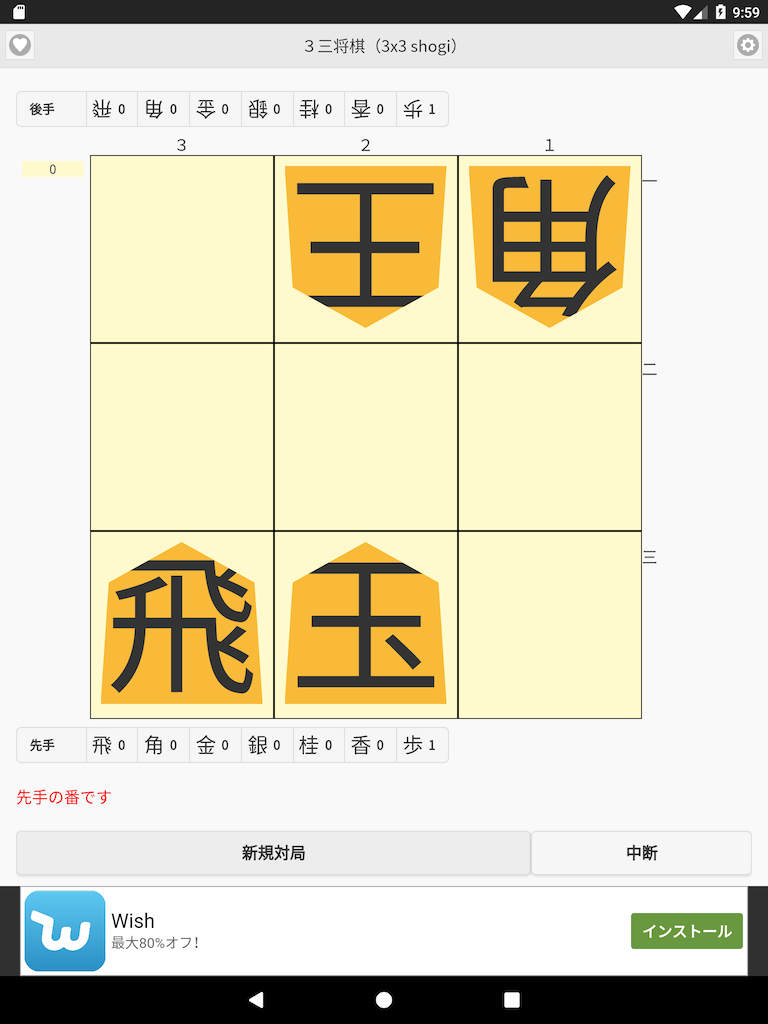 9:59
３三将棋（3x3 shogi）
後手 飛 0 角 0 金 0 銀 0 桂 0 香 0 歩 1
３ ２ １
0
王 角 一
二
飛 玉 三
先手 飛 0 角 0 金 0 銀 0 桂 0 香 0 歩 1
先手の番です
新規対局 中断
Wish
最大80%オフ！
インストール